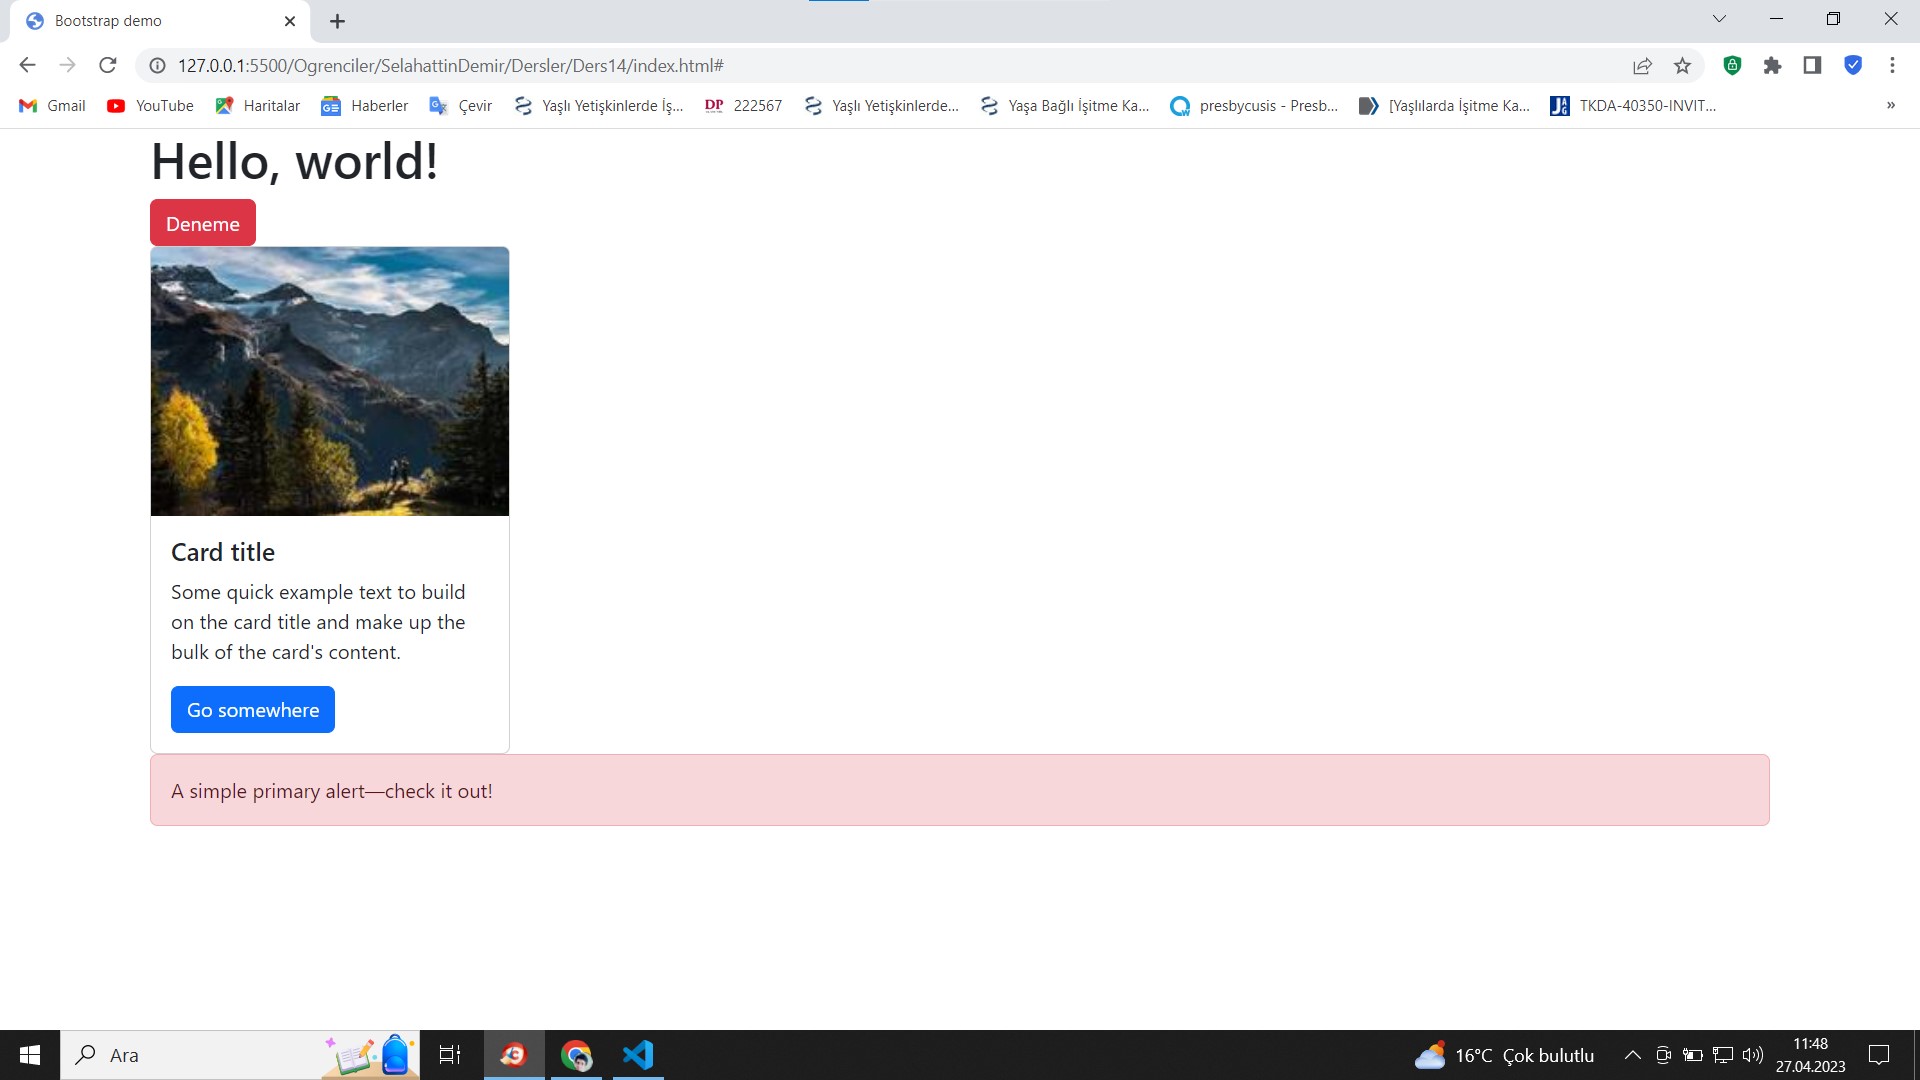 Bootstrap demo
127.0.0.1:5500/Ogrenciler/SelahattinDemir/Dersler/Ders14/index.html#
Gmail YouTube Haritalar Haberler Çevir Yaşlı Yetişkinlerde İş... DP 222567 Yaşlı Yetişkinlerde... Yaşa Bağlı İşitme Ka... presbycusis - Presb... [Yaşlılarda İşitme Ka... TKDA-40350-INVIT... »
Hello, world!
Deneme
Card title
Some quick example text to build
on the card title and make up the
bulk of the card's content.
Go somewhere
A simple primary alert—check it out!
Ara
16°C Çok bulutlu
11:48
27.04.2023